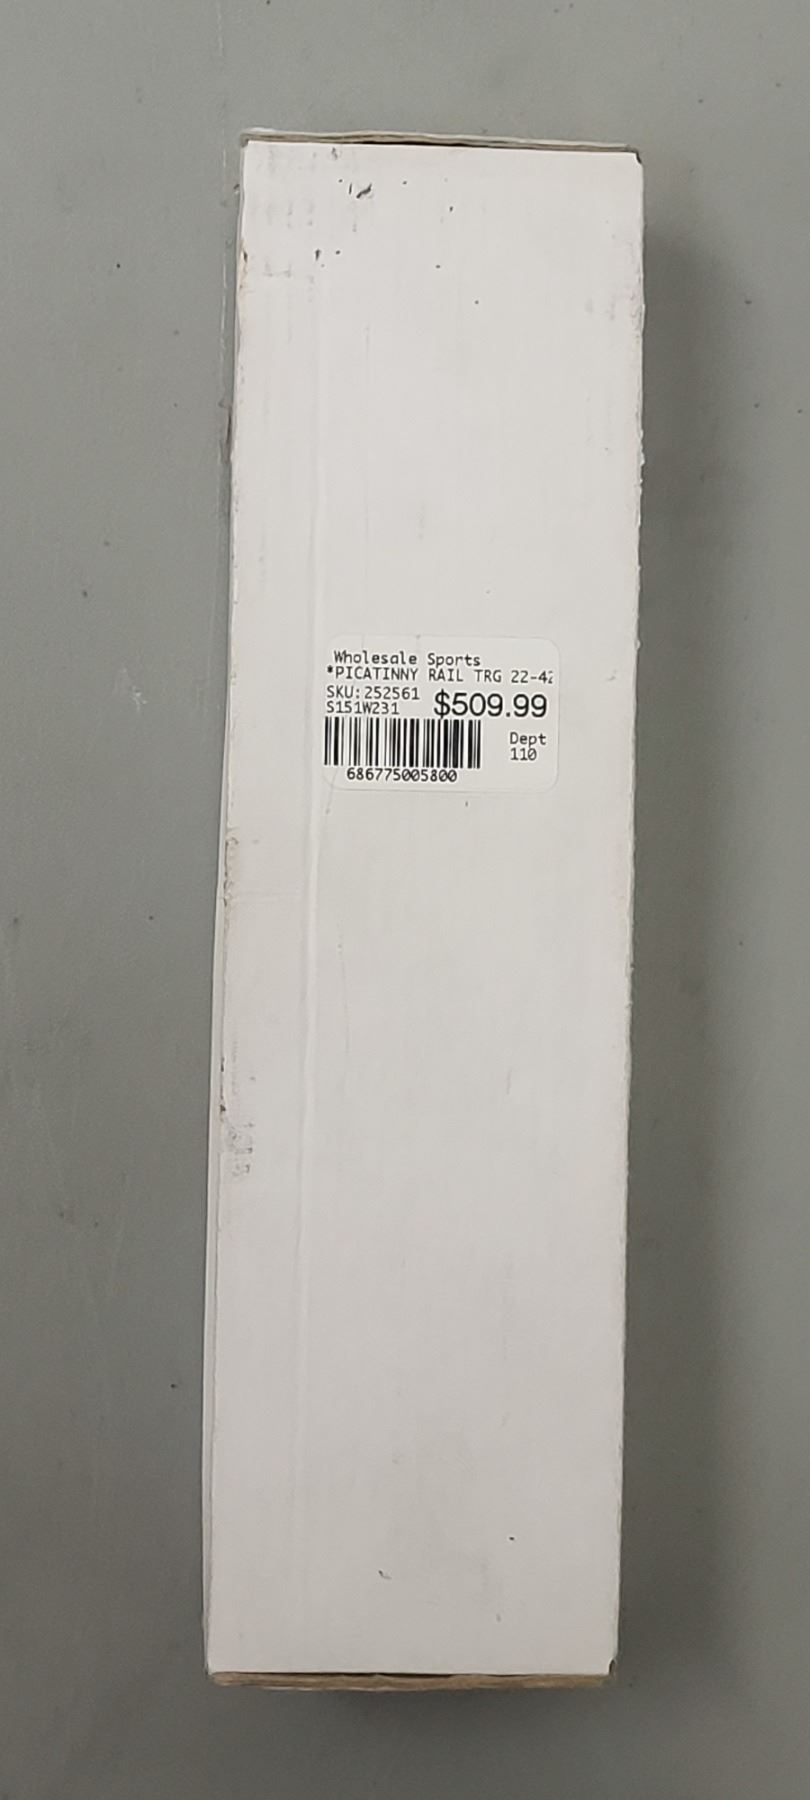 Wholesale Sports
*PICATINNY RAIL TRG 22-42
SKU:252561
S151W231
$509.99
Dept
110
686775005800